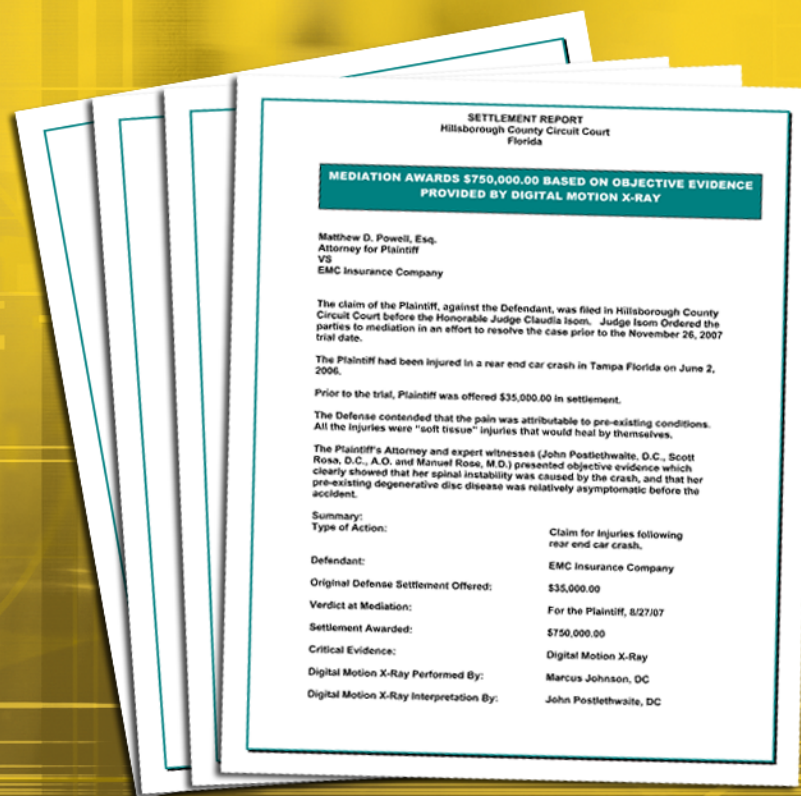 SETTLEMENT REPORT
Hillsborough County Circuit Court
Florida
MEDIATION AWARDS $750,000.00 BASED ON OBJECTIVE EVIDENCE
PROVIDED BY DIGITAL MOTION X-RAY
Matthew D. Powell, Esq.
Attorney for Plaintiff
VS
EMC Insurance Company
The claim of the Plaintiff, against the Defendant, was filed in Hillsborough County
Circuit Court before the Honorable Judge Claudia Isom. Judge Isom Ordered the
parties to mediation in an effort to resolve the case prior to the November 26, 2007
trial date.
The Plaintiff had been injured in a rear end car crash in Tampa Florida on June 2,
2006.
Prior to the trial, Plaintiff was offered $35,000.00 in settlement.
The Defense contended that the pain was attributable to pre-existing conditions.
All the injuries were "soft tissue" injuries that would heal by themselves.
The Plaintiff's Attorney and expert witnesses (John Postlethwaite, D.C., Scott
Rosa, D.C., A.O. and Manuel Rose, M.D.) presented objective evidence which
clearly showed that her spinal instability was caused by the crash, and that her
pre-existing degenerative disc disease was relatively asymptomatic before the
accident.
Summary:
Type of Action: Claim for Injuries following
rear end car crash.
Defendant: EMC Insurance Company
Original Defense Settlement Offered: $35,000.00
Verdict at Mediation: For the Plaintiff, 8/27/07
Settlement Awarded: $750,000.00
Critical Evidence: Digital Motion X-Ray
Digital Motion X-Ray Performed By: Marcus Johnson, DC
Digital Motion X-Ray Interpretation By: John Postlethwaite, DC